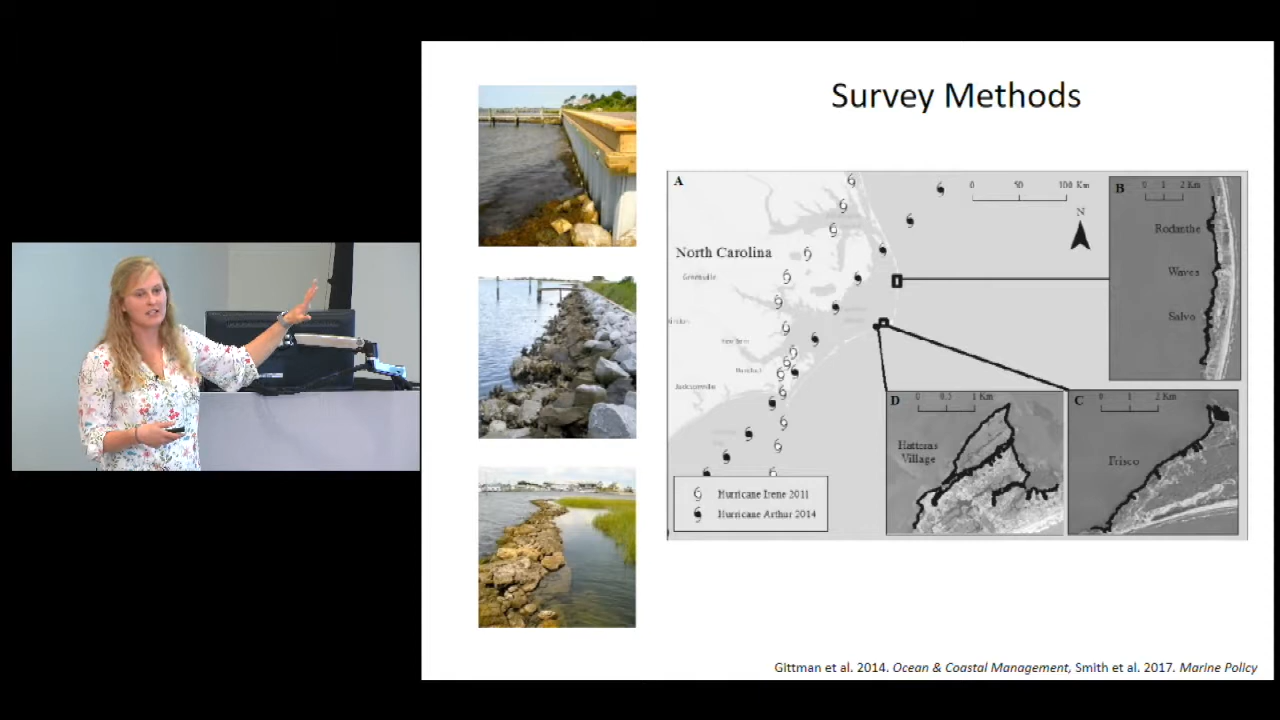 Survey Methods
A
0 50 100 Km
N
North Carolina
Greenville
Jacksonville
Hurricane Irene 2011
Hurricane Arthur 2014
B
0 1 2 Km
Rodanthe
Waves
Salvo
D
0 0.5 1 Km
Hatteras
Village
C
0 1 2 Km
Frisco
Gittman et al. 2014. Ocean & Coastal Management, Smith et al. 2017. Marine Policy